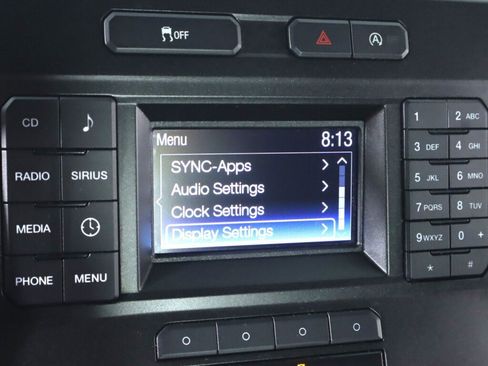 OFF
A
Menu 8:13
SYNC-Apps >
Audio Settings >
Clock Settings >
Display Settings >
CD
RADIO SIRIUS
MEDIA
PHONE MENU
1 2 ABC
3 DEF 4 GHI
5 JKL 6 MNO
7 PQRS 8 TUV
9 WXYZ 0 +
* #